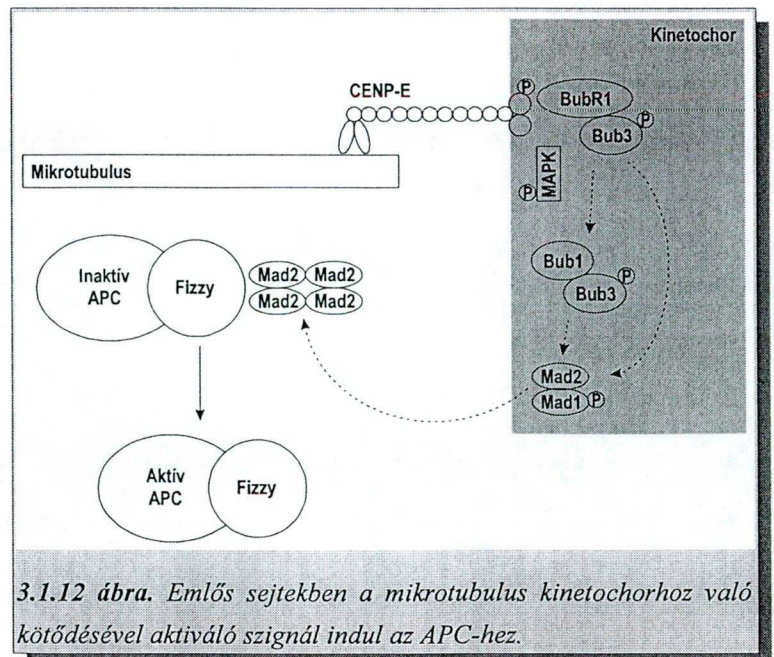 Kinetochor
CENP-E
P
BubR1
P
Bub3
Mikrotubulus
MAPK
P
Inaktív
APC
Fizzy
Mad2 Mad2
Mad2 Mad2
Bub1
P
Bub3
Mad2
Mad1 P
Aktív
APC
Fizzy
3.1.12 ábra. Emlős sejtekben a mikrotubulus kinetochorhoz való
kötődésével aktiváló szignál indul az APC-hez.